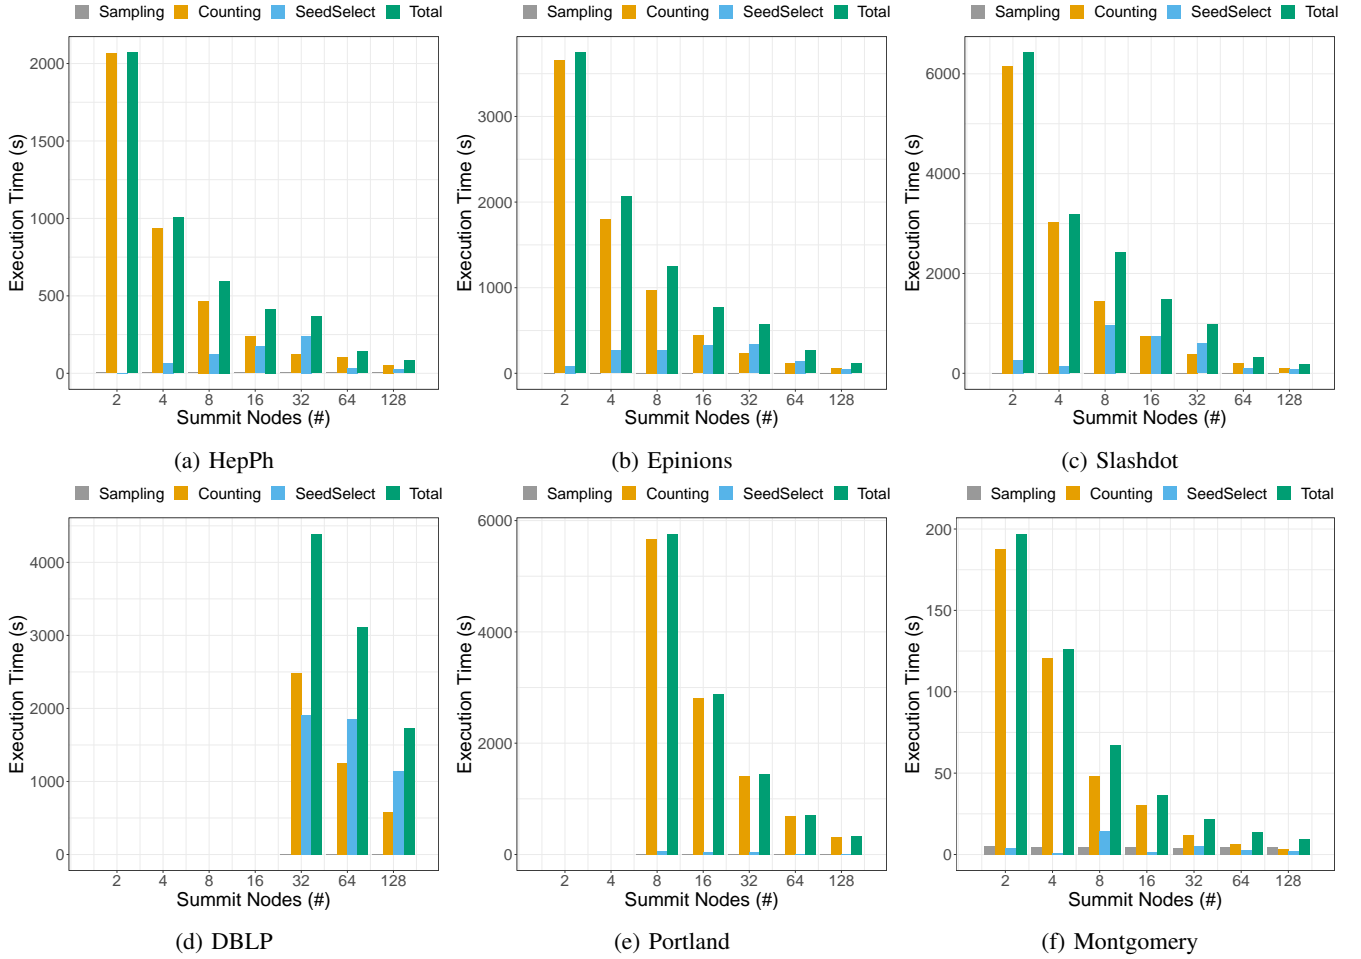 Sampling Counting SeedSelect Total
Sampling Counting SeedSelect Total
Sampling Counting SeedSelect Total
Execution Time (s)
2000
1500
1000
500
0
2 4 8 16 32 64 128
Summit Nodes (#)
(a) HepPh
Execution Time (s)
3000
2000
1000
0
2 4 8 16 32 64 128
Summit Nodes (#)
(b) Epinions
Execution Time (s)
6000
4000
2000
0
2 4 8 16 32 64 128
Summit Nodes (#)
(c) Slashdot
Sampling Counting SeedSelect Total
Sampling Counting SeedSelect Total
Sampling Counting SeedSelect Total
Execution Time (s)
4000
3000
2000
1000
0
2 4 8 16 32 64 128
Summit Nodes (#)
(d) DBLP
Execution Time (s)
6000
4000
2000
0
2 4 8 16 32 64 128
Summit Nodes (#)
(e) Portland
Execution Time (s)
200
150
100
50
0
2 4 8 16 32 64 128
Summit Nodes (#)
(f) Montgomery